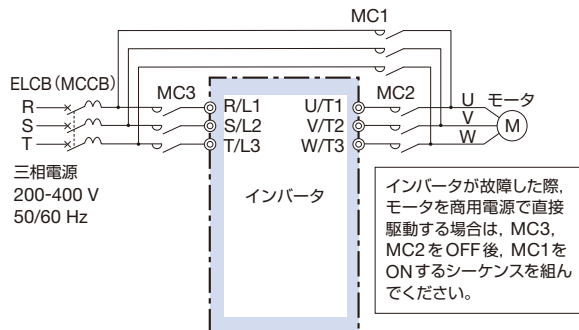 MC1
ELCB(MCCB)
MC3
R
S
T
R/L1
S/L2
T/L3
U/T1
V/T2
W/T3
MC2
U
V
W
モータ
M
三相電源
200-400 V
50/60 Hz
インバータ
インバータが故障した際,
モータを商用電源で直接
駆動する場合は, MC3,
MC2をOFF後, MC1を
ONするシーケンスを組ん
でください。